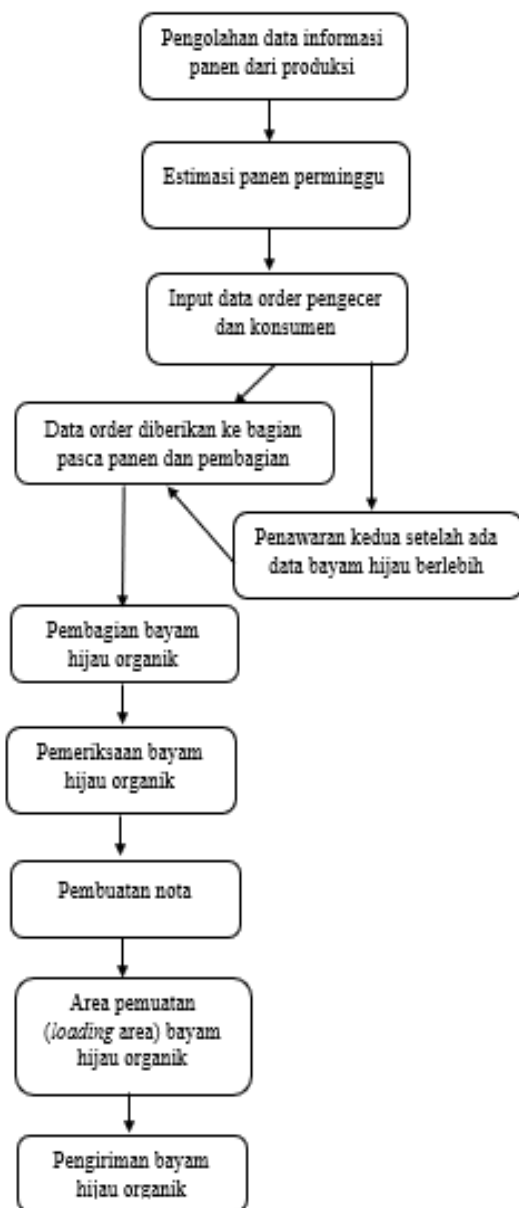 Pengolahan data informasi
panen dari produksi
Estimasi panen perminggu
Input data order pengecer
dan konsumen
Data order diberikan ke bagian
pasca panen dan pembagian
Penawaran kedua setelah ada
data bayam hijau berlebih
Pembagian bayam
hijau organik
Pemeriksaan bayam
hijau organik
Pembuatan nota
Area pemuatan
(loading area) bayam
hijau organik
Pengiriman bayam
hijau organik